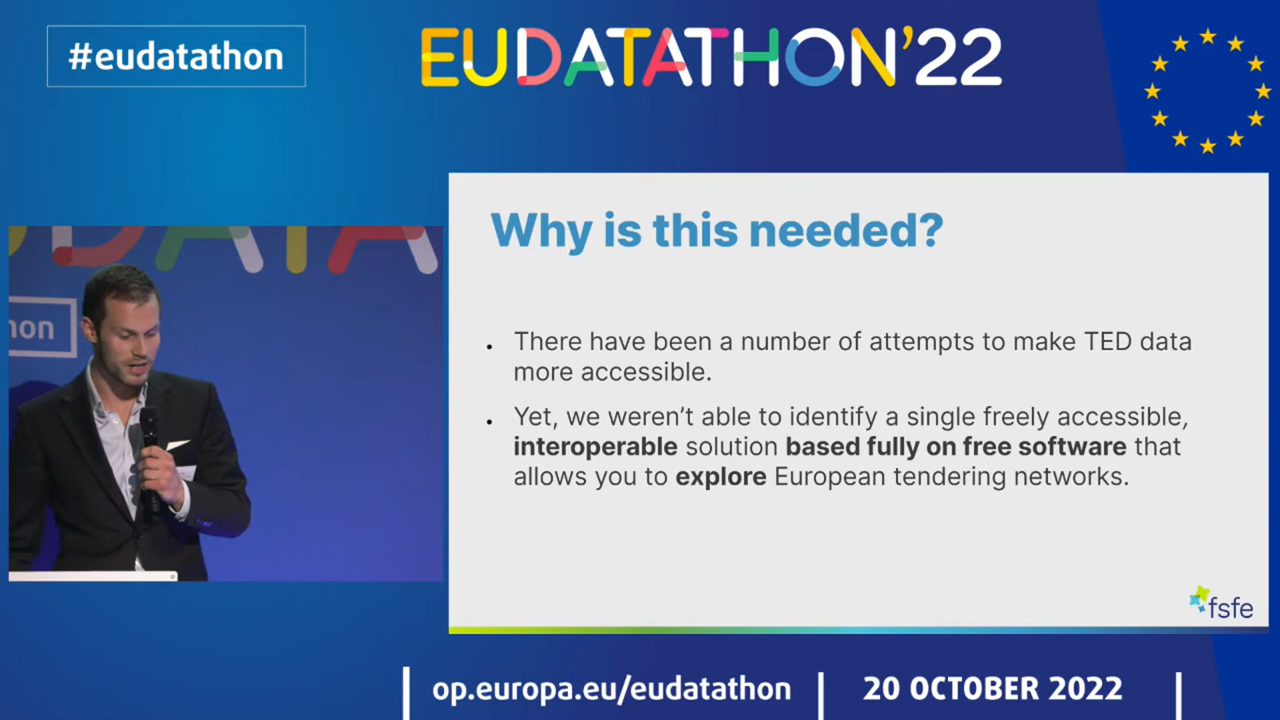 #eudatathon
EUDATATHON'22
UDATA
hon
Why is this needed?
There have been a number of attempts to make TED data
more accessible.
Yet, we weren't able to identify a single freely accessible,
interoperable solution based fully on free software that
allows you to explore European tendering networks.
fsfe
op.europa.eu/eudatathon
20 OCTOBER 2022